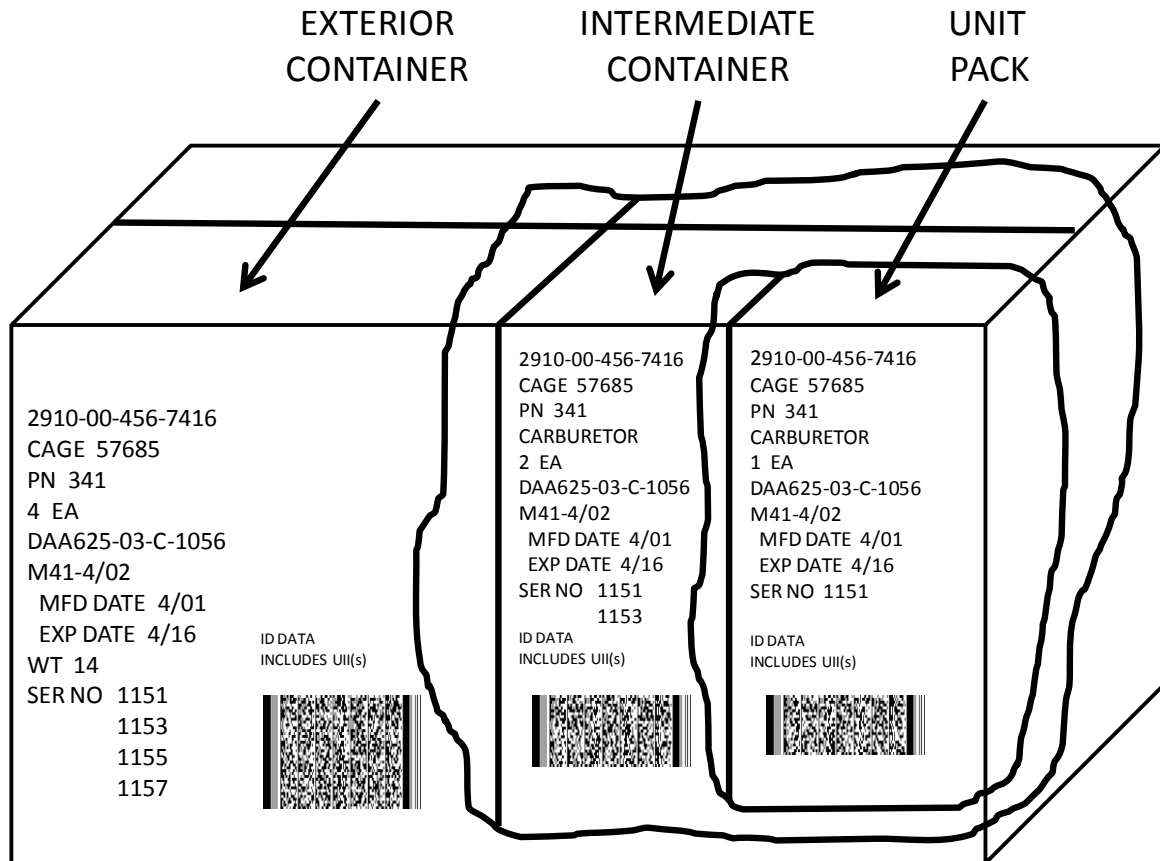 EXTERIOR
CONTAINER
INTERMEDIATE
CONTAINER
UNIT
PACK
2910-00-456-7416
CAGE 57685
PN 341
4 EA
DAA625-03-C-1056
M41-4/02
MFD DATE 4/01
EXP DATE 4/16
WT 14
SER NO 1151
1153
1155
1157
ID DATA
INCLUDES UII(s)
2910-00-456-7416
CAGE 57685
PN 341
CARBURETOR
2 EA
DAA625-03-C-1056
M41-4/02
MFD DATE 4/01
EXP DATE 4/16
SER NO 1151
1153
ID DATA
INCLUDES UII(s)
2910-00-456-7416
CAGE 57685
PN 341
CARBURETOR
1 EA
DAA625-03-C-1056
M41-4/02
MFD DATE 4/01
EXP DATE 4/16
SER NO 1151
ID DATA
INCLUDES UII(s)